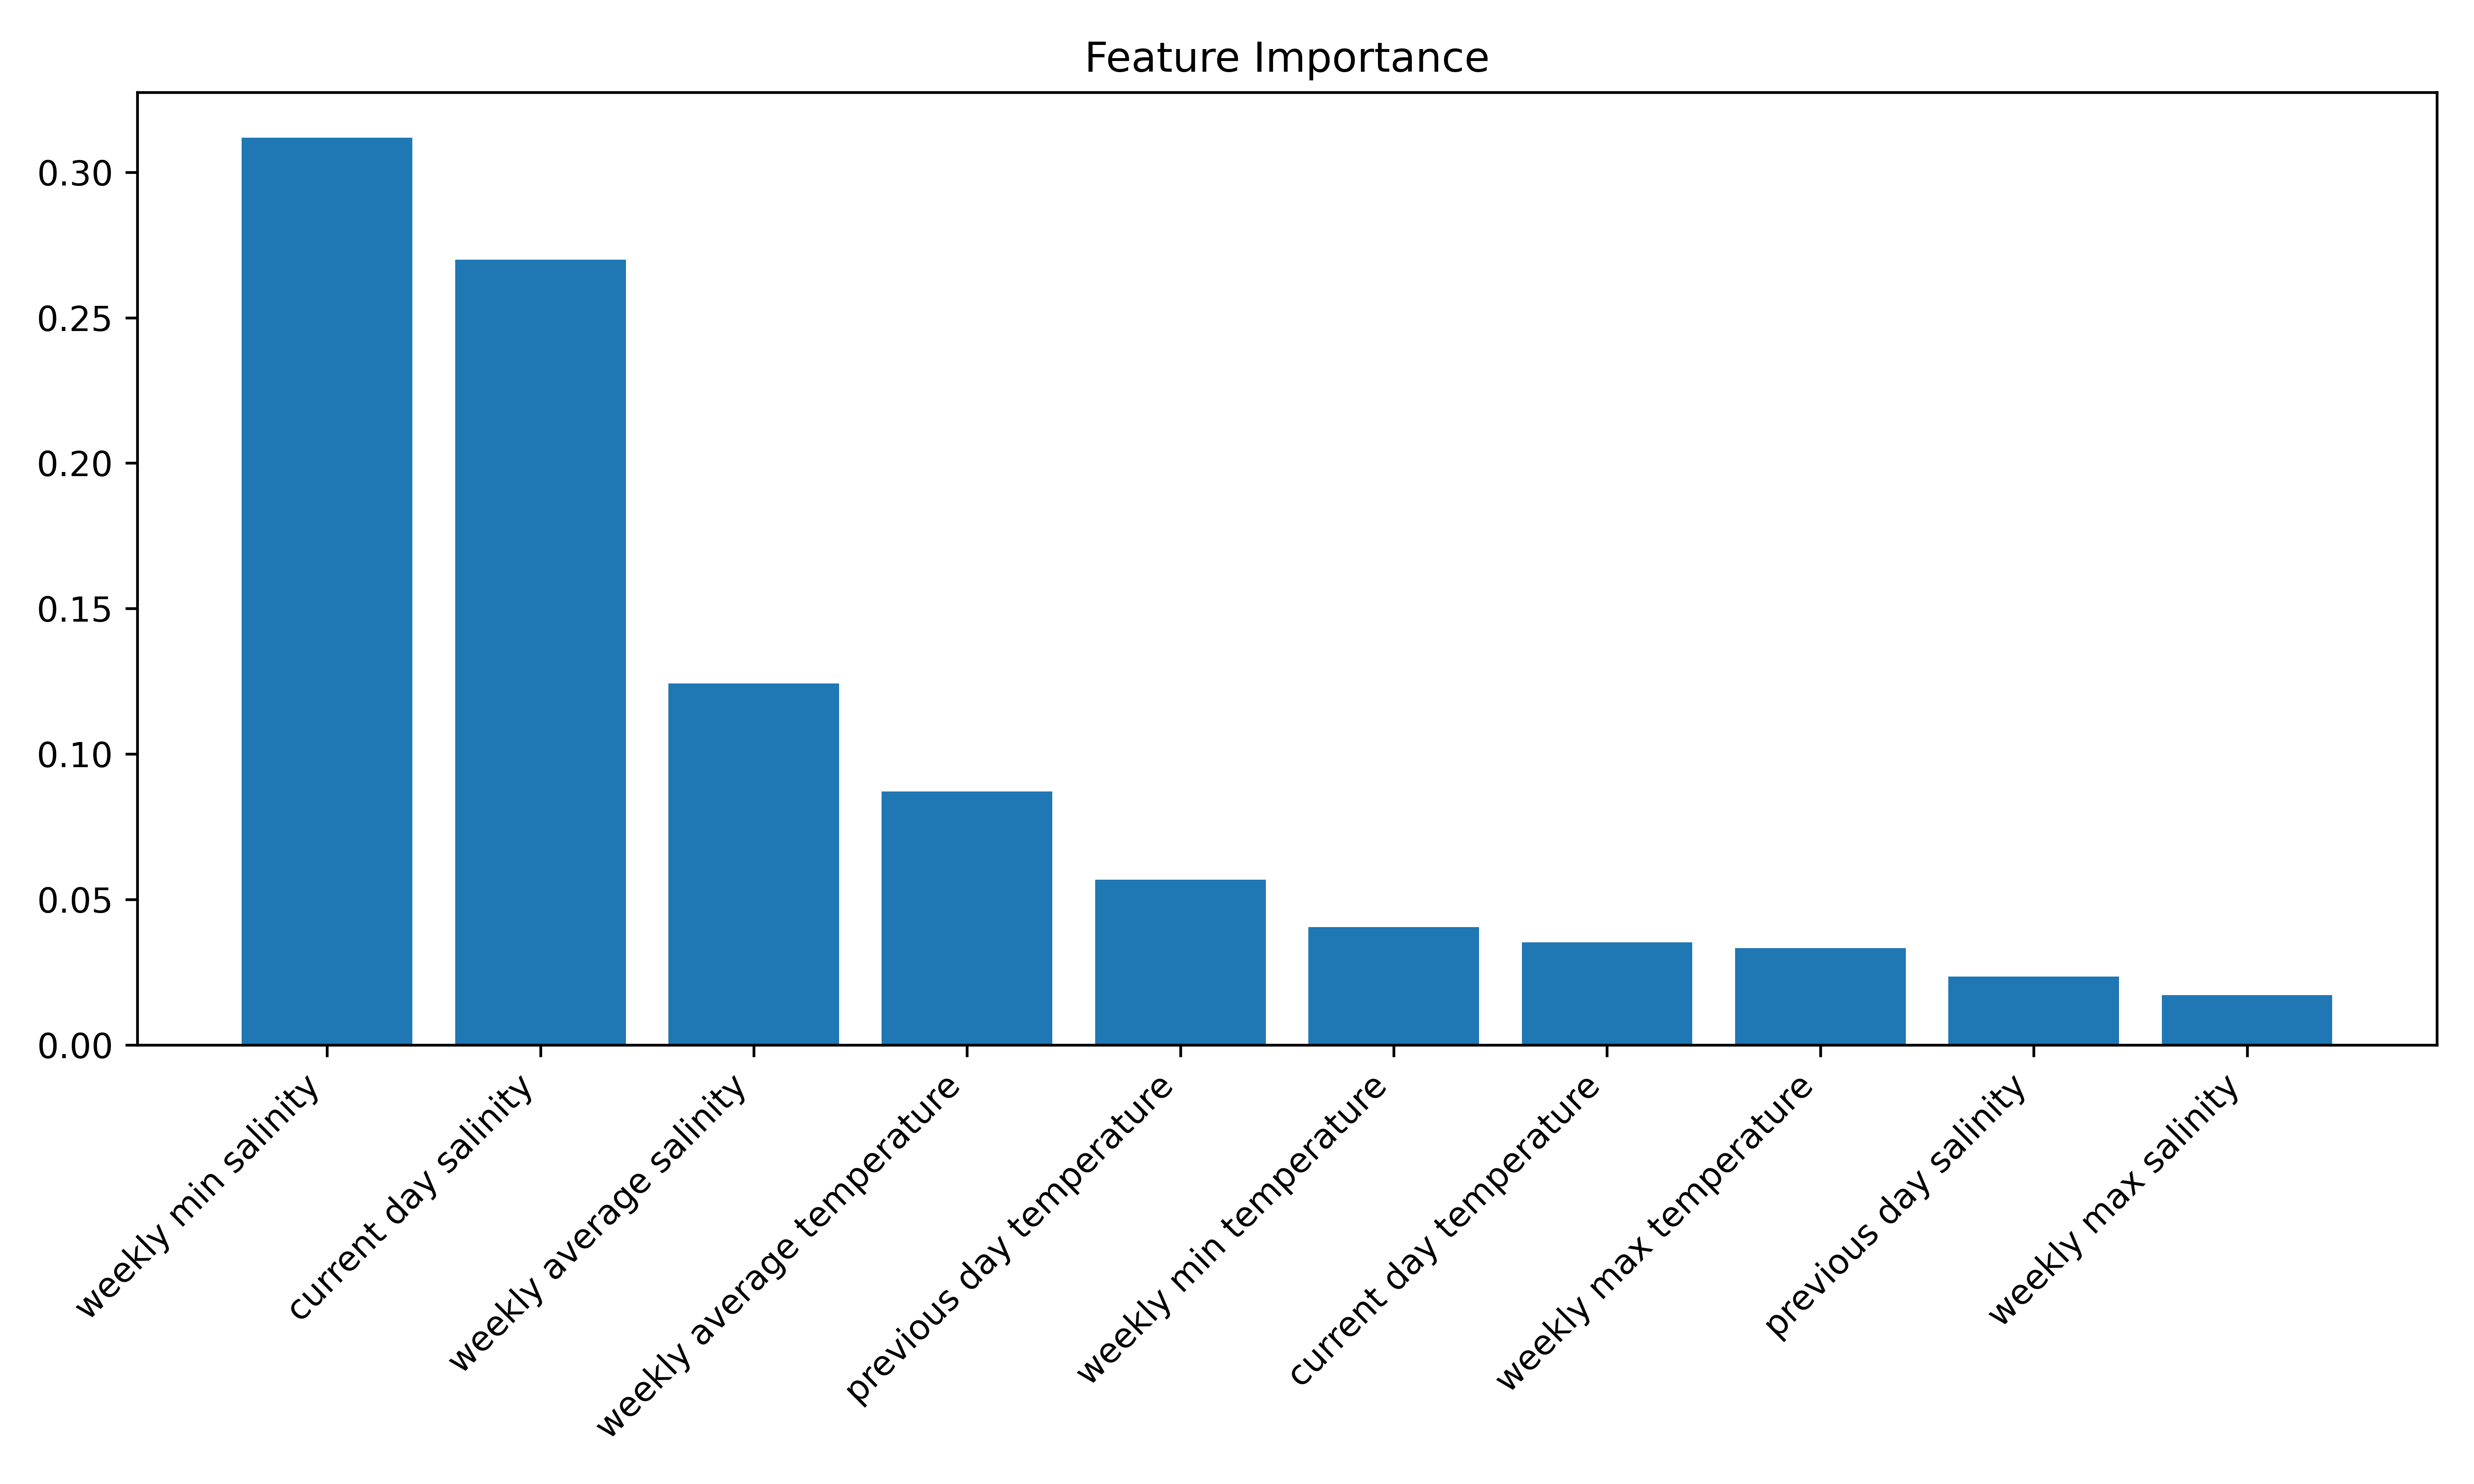 Feature Importance
0.30
0.25
0.20
0.15
0.10
0.05
0.00
weekly min salinity
current day salinity
weekly average salinity
weekly average temperature
previous day temperature
weekly min temperature
current day temperature
weekly max temperature
previous day salinity
weekly max salinity